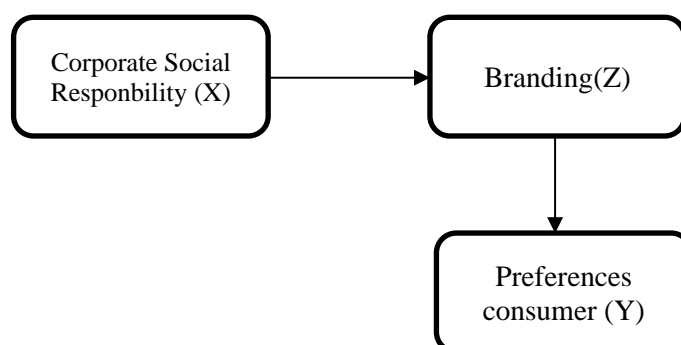 Corporate Social
Responbility (X)
Branding(Z)
Preferences
consumer (Y)